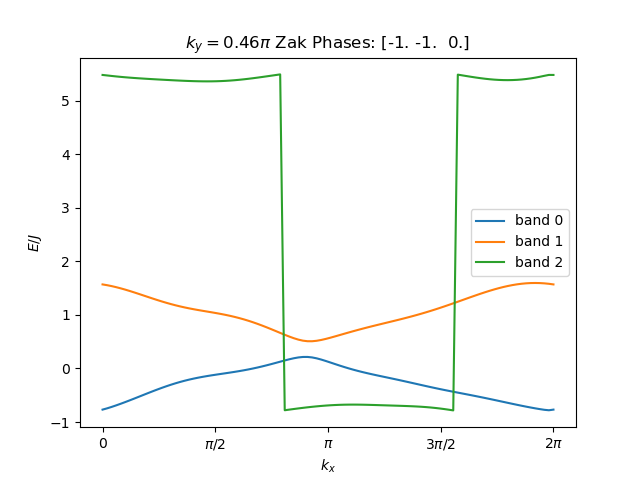 $k_y = 0.46\pi$ Zak Phases: [-1. -1.  0.]
5
4
3
2
1
0
−1
E/J
band 0
band 1
band 2
0
π/2
π
3π/2
2π
$k_x$